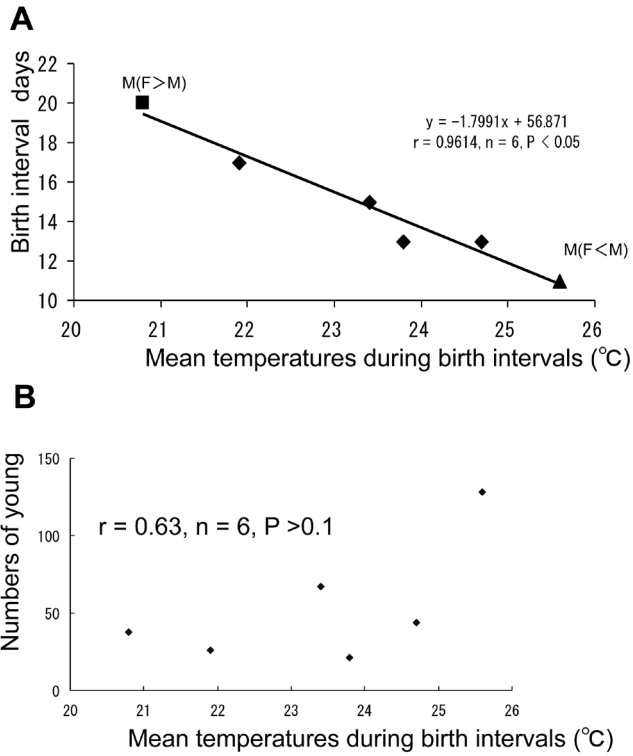 A
Birth interval days
22
20
18
16
14
12
10
M(F＞M)
y = −1.7991x + 56.871
r = 0.9614, n = 6, P < 0.05
M(F＜M)
20 21 22 23 24 25 26
Mean temperatures during birth intervals (℃)
B
Numbers of young
150
100
50
0
r = 0.63, n = 6, P >0.1
20 21 22 23 24 25 26
Mean temperatures during birth intervals (℃)